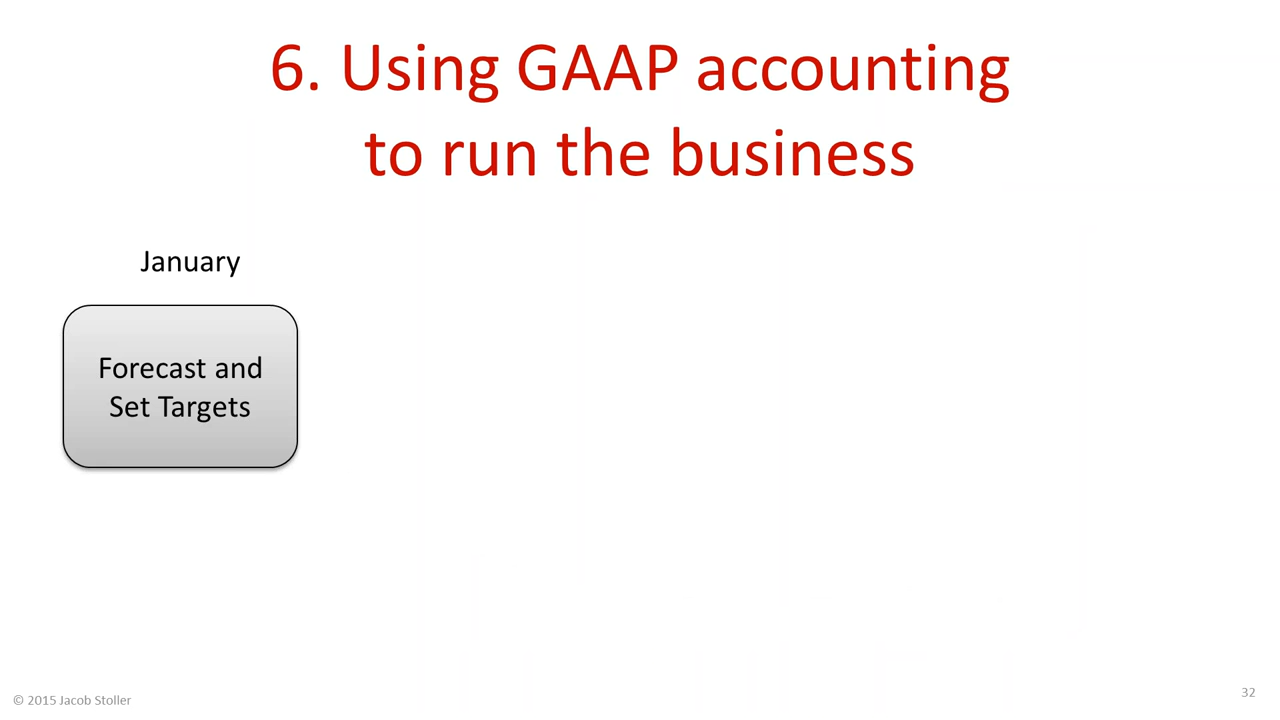 6. Using GAAP accounting
to run the business
January
Forecast and
Set Targets
© 2015 Jacob Stoller
32